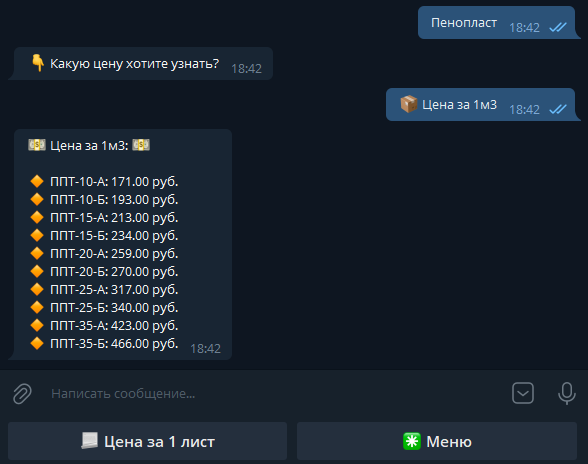 Пенопласт 18:42
👇 Какую цену хотите узнать? 18:42
📦 Цена за 1м3 18:42
💵 Цена за 1м3: 💵
🔸 ППТ-10-А: 171.00 руб.
🔸 ППТ-10-Б: 193.00 руб.
🔸 ППТ-15-А: 213.00 руб.
🔸 ППТ-15-Б: 234.00 руб.
🔸 ППТ-20-А: 259.00 руб.
🔸 ППТ-20-Б: 270.00 руб.
🔸 ППТ-25-А: 317.00 руб.
🔸 ППТ-25-Б: 340.00 руб.
🔸 ППТ-35-А: 423.00 руб.
🔸 ППТ-35-Б: 466.00 руб. 18:42
Написать сообщение...
Цена за 1 лист
✳️ Меню